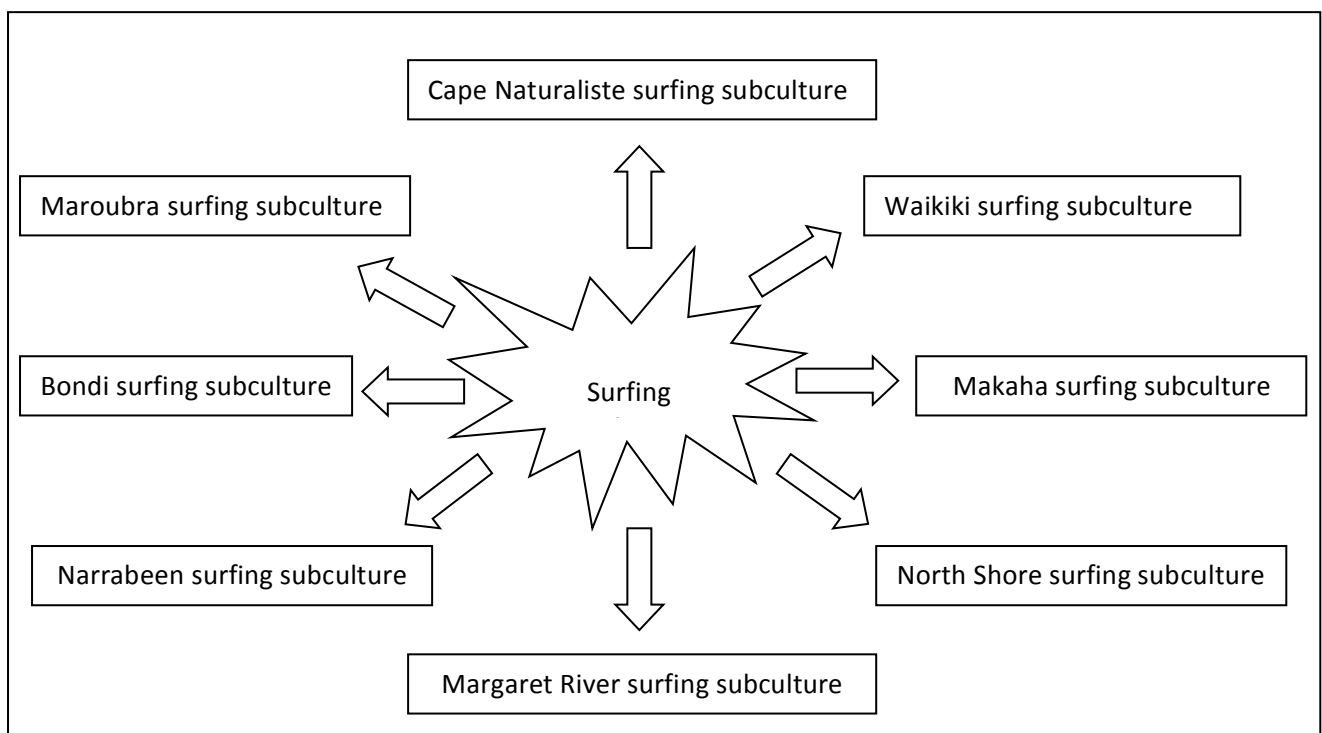 Cape Naturaliste surfing subculture
Maroubra surfing subculture
Waikiki surfing subculture
Bondi surfing subculture
Surfing
Makaha surfing subculture
Narrabeen surfing subculture
North Shore surfing subculture
Margaret River surfing subculture